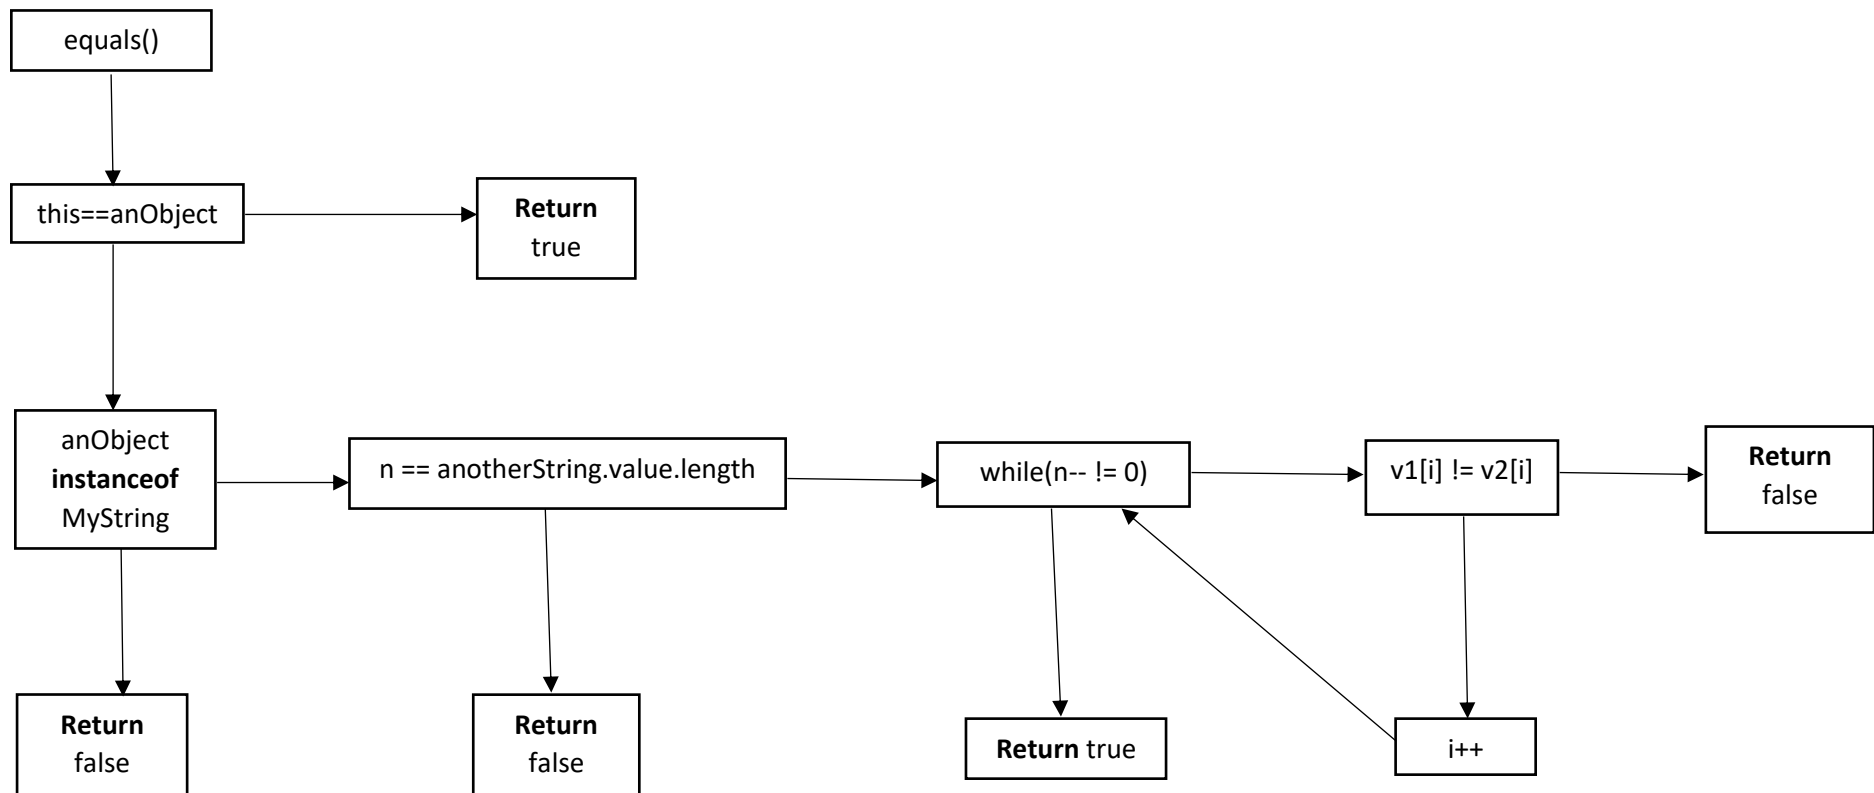 equals()
this==anObject
Return
true
anObject
instanceof
MyString
n == anotherString.value.length
while(n-- != 0)
v1[i] != v2[i]
Return
false
Return
false
Return
false
Return true
i++